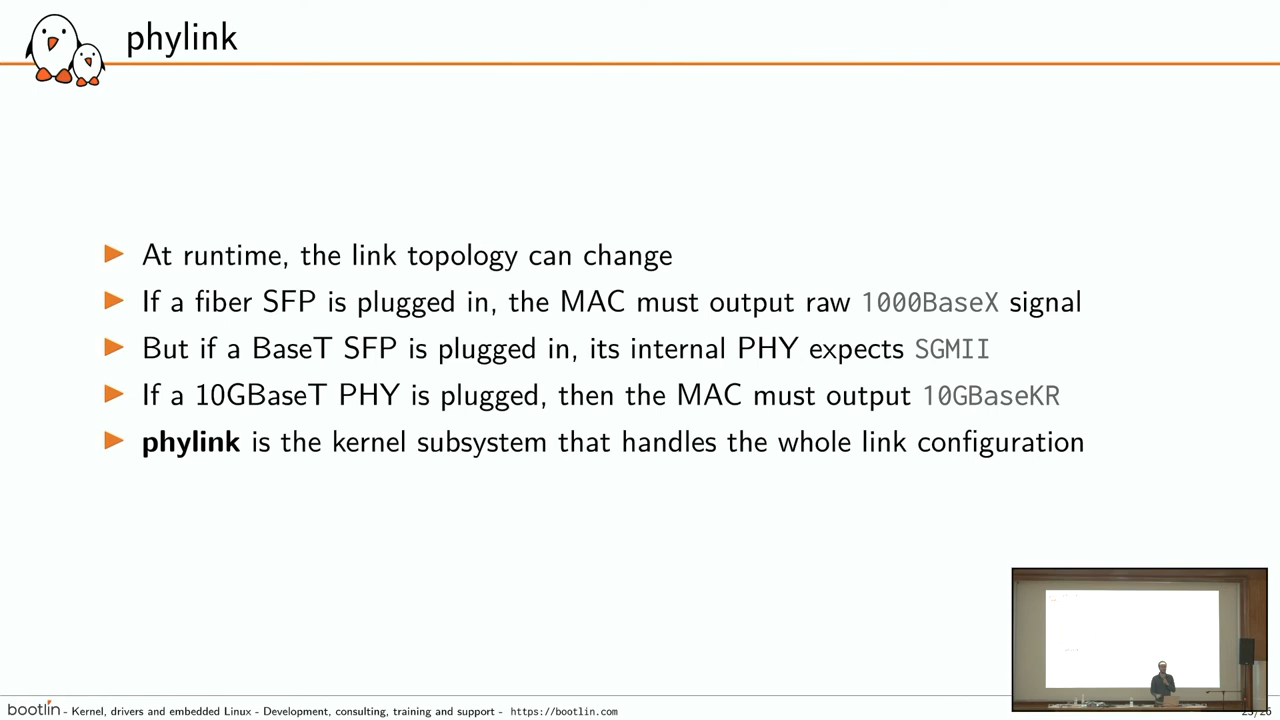 phylink
At runtime, the link topology can change
If a fiber SFP is plugged in, the MAC must output raw 1000BaseX signal
But if a BaseT SFP is plugged in, its internal PHY expects SGMII
If a 10GBaseT PHY is plugged, then the MAC must output 10GBaseKR
phylink is the kernel subsystem that handles the whole link configuration
bootlin - Kernel, drivers and embedded Linux - Development, consulting, training and support - https://bootlin.com